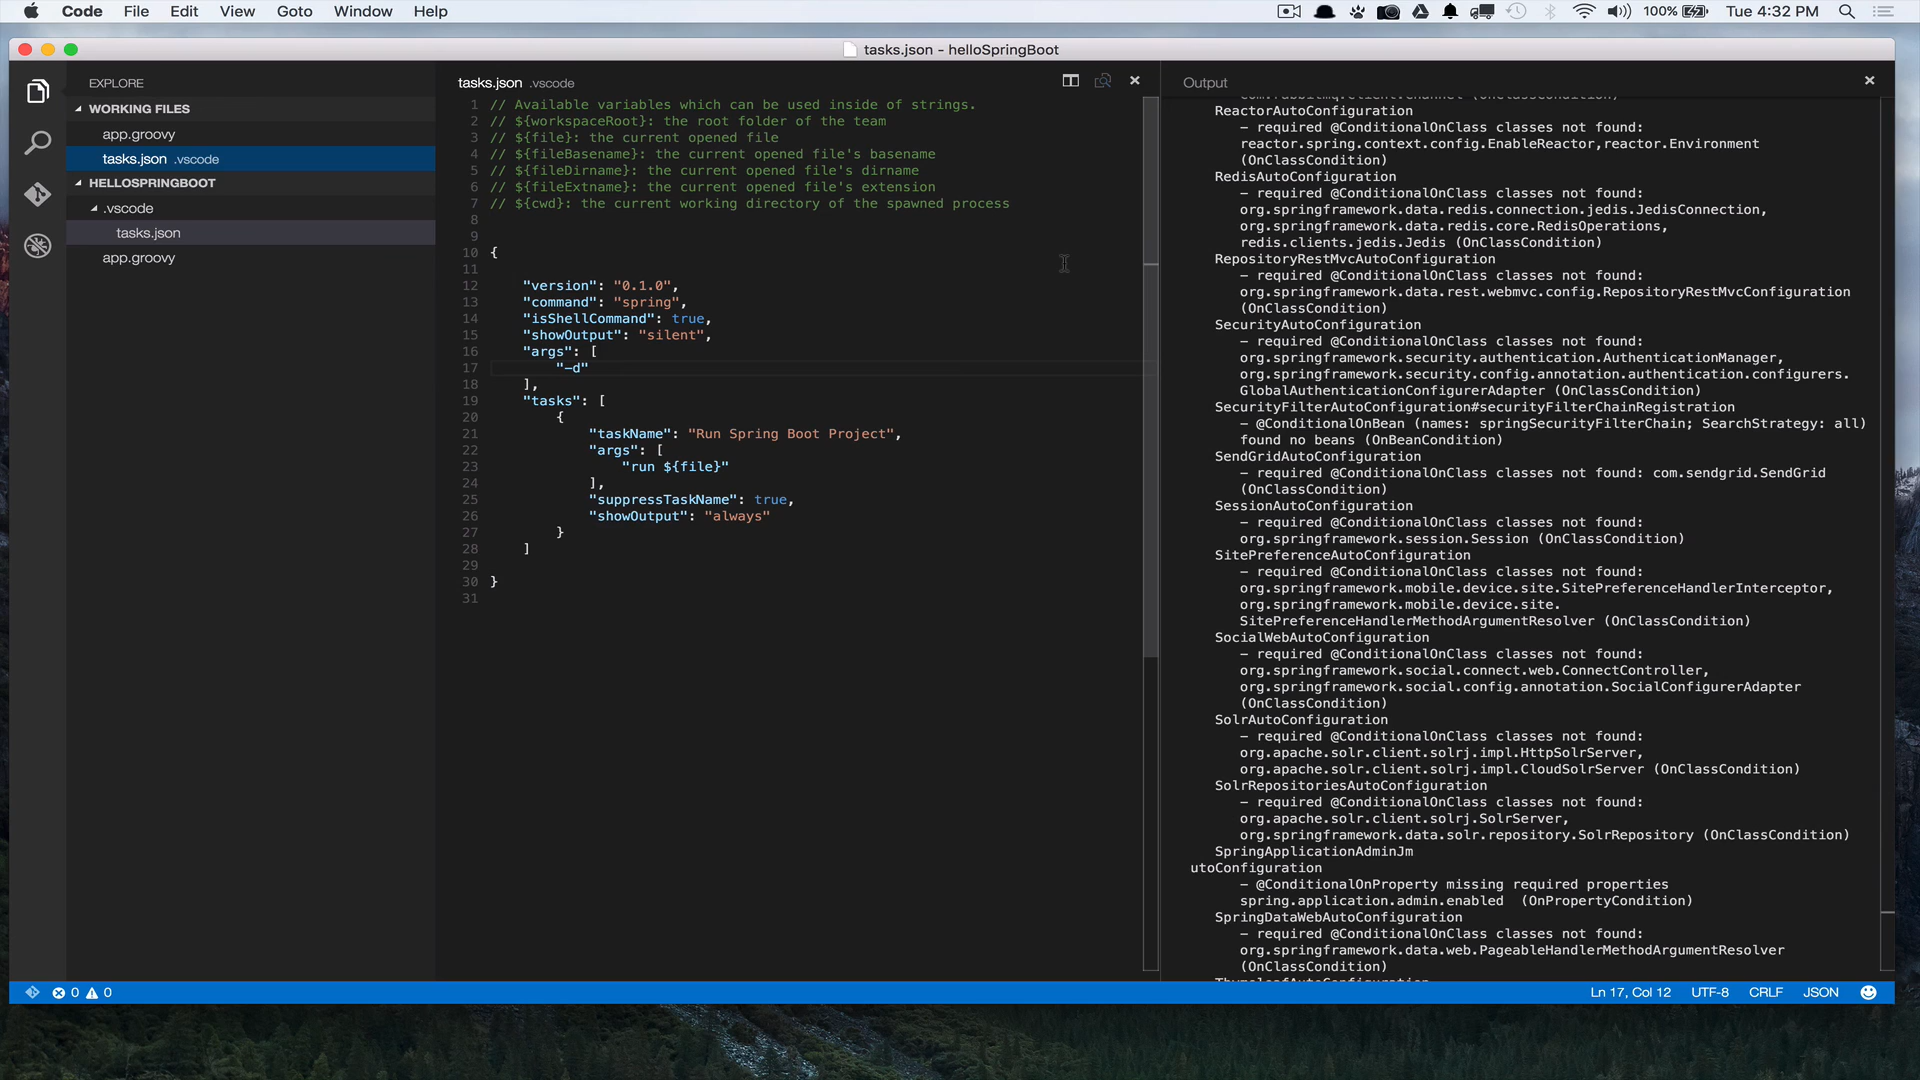 Code File Edit View Goto Window Help 100% Tue 4:32 PM
tasks.json - helloSpringBoot
EXPLORE
WORKING FILES
app.groovy
tasks.json .vscode
HELLOSPRINGBOOT
.vscode
tasks.json
app.groovy
tasks.json .vscode
1 // Available variables which can be used inside of strings.
2 // ${workspaceRoot}: the root folder of the team
3 // ${file}: the current opened file
4 // ${fileBasename}: the current opened file's basename
5 // ${fileDirname}: the current opened file's dirname
6 // ${fileExtname}: the current opened file's extension
7 // ${cwd}: the current working directory of the spawned process
8
9
10 {
11
12 "version": "0.1.0",
13 "command": "spring",
14 "isShellCommand": true,
15 "showOutput": "silent",
16 "args": [
17 "-d"
18 ],
19 "tasks": [
20 {
21 "taskName": "Run Spring Boot Project",
22 "args": [
23 "run ${file}"
24 ],
25 "suppressTaskName": true,
26 "showOutput": "always"
27 }
28 ]
29
30 }
31
Output
ReactorAutoConfiguration
- required @ConditionalOnClass classes not found:
reactor.spring.context.config.EnableReactor,reactor.Environment
(OnClassCondition)
RedisAutoConfiguration
- required @ConditionalOnClass classes not found:
org.springframework.data.redis.connection.jedis.JedisConnection,
org.springframework.data.redis.core.RedisOperations,
redis.clients.jedis.Jedis (OnClassCondition)
RepositoryRestMvcAutoConfiguration
- required @ConditionalOnClass classes not found:
org.springframework.data.rest.webmvc.config.RepositoryRestMvcConfiguration
(OnClassCondition)
SecurityAutoConfiguration
- required @ConditionalOnClass classes not found:
org.springframework.security.authentication.AuthenticationManager,
org.springframework.security.config.annotation.authentication.configurers.
GlobalAuthenticationConfigurerAdapter (OnClassCondition)
SecurityFilterAutoConfiguration#securityFilterChainRegistration
- @ConditionalOnBean (names: springSecurityFilterChain; SearchStrategy: all)
found no beans (OnBeanCondition)
SendGridAutoConfiguration
- required @ConditionalOnClass classes not found: com.sendgrid.SendGrid
(OnClassCondition)
SessionAutoConfiguration
- required @ConditionalOnClass classes not found:
org.springframework.session.Session (OnClassCondition)
SitePreferenceAutoConfiguration
- required @ConditionalOnClass classes not found:
org.springframework.mobile.device.site.SitePreferenceHandlerInterceptor,
org.springframework.mobile.device.site.
SitePreferenceHandlerMethodArgumentResolver (OnClassCondition)
SocialWebAutoConfiguration
- required @ConditionalOnClass classes not found:
org.springframework.social.connect.web.ConnectController,
org.springframework.social.config.annotation.SocialConfigurerAdapter
(OnClassCondition)
SolrAutoConfiguration
- required @ConditionalOnClass classes not found:
org.apache.solr.client.solrj.impl.HttpSolrServer,
org.apache.solr.client.solrj.impl.CloudSolrServer (OnClassCondition)
SolrRepositoriesAutoConfiguration
- required @ConditionalOnClass classes not found:
org.apache.solr.client.solrj.SolrServer,
org.springframework.data.solr.repository.SolrRepository (OnClassCondition)
SpringApplicationAdminJm
utoConfiguration
- @ConditionalOnProperty missing required properties
spring.application.admin.enabled (OnPropertyCondition)
SpringDataWebAutoConfiguration
- required @ConditionalOnClass classes not found:
org.springframework.data.web.PageableHandlerMethodArgumentResolver
(OnClassCondition)
0 0 Ln 17, Col 12 UTF-8 CRLF JSON